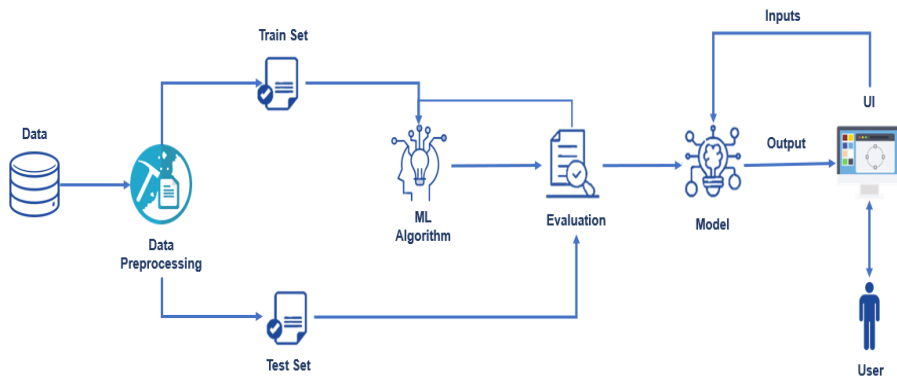 Inputs
Train Set
UI
Data
Output
ML
Algorithm
Evaluation
Model
Data
Preprocessing
Test Set
User